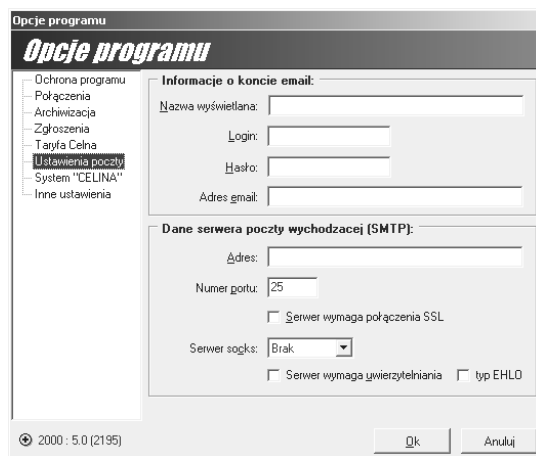 Opcje programu
Opcje programu
Ochrona programu
Połączenia
Archiwizacja
Zgłoszenia
Taryfa Celna
Ustawienia poczty
System "CELINA"
Inne ustawienia
Informacje o koncie email:
Nazwa wyświetlana:
Login:
Hasło:
Adres email:
Dane serwera poczty wychodzacej (SMTP):
Adres:
Numer portu: 25
Serwer wymaga połączenia SSL
Serwer socks: Brak
Serwer wymaga uwierzytelniania typ EHLO
2000 : 5.0 (2195)
Ok Anuluj